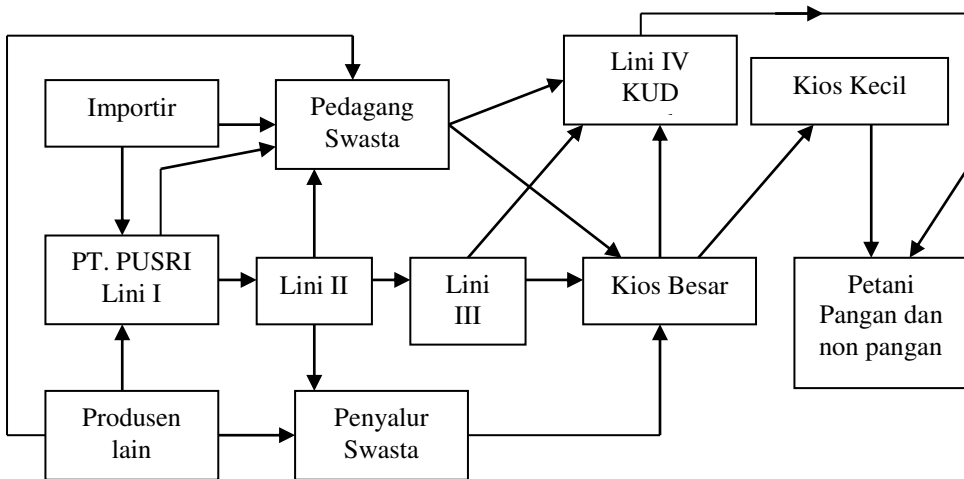 Lini IV
KUD
Importir
Pedagang
Swasta
Kios Kecil
PT. PUSRI
Lini I
Lini II
Lini
III
Kios Besar
Petani
Pangan dan
non pangan
Produsen
lain
Penyalur
Swasta